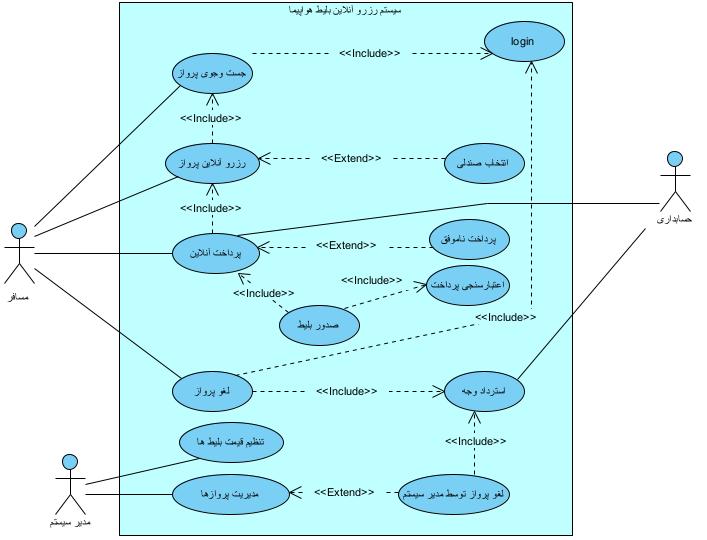 سیستم رزرو آنلاین بلیط هواپیما
login
<<Include>>
جست وجوی پرواز
<<Include>>
رزرو آنلاین پرواز
<<Extend>>
انتخاب صندلی
<<Include>>
حسابداری
پرداخت آنلاین
<<Extend>>
پرداخت ناموفق
مسافر
<<Include>>
<<Include>>
اعتبارسنجی پرداخت
صدور بلیط
<<Include>>
لغو پرواز
<<Include>>
استرداد وجه
تنظیم قیمت بلیط ها
<<Include>>
مدیریت پروازها
<<Extend>>
لغو پرواز توسط مدیر سیستم
مدیر سیستم